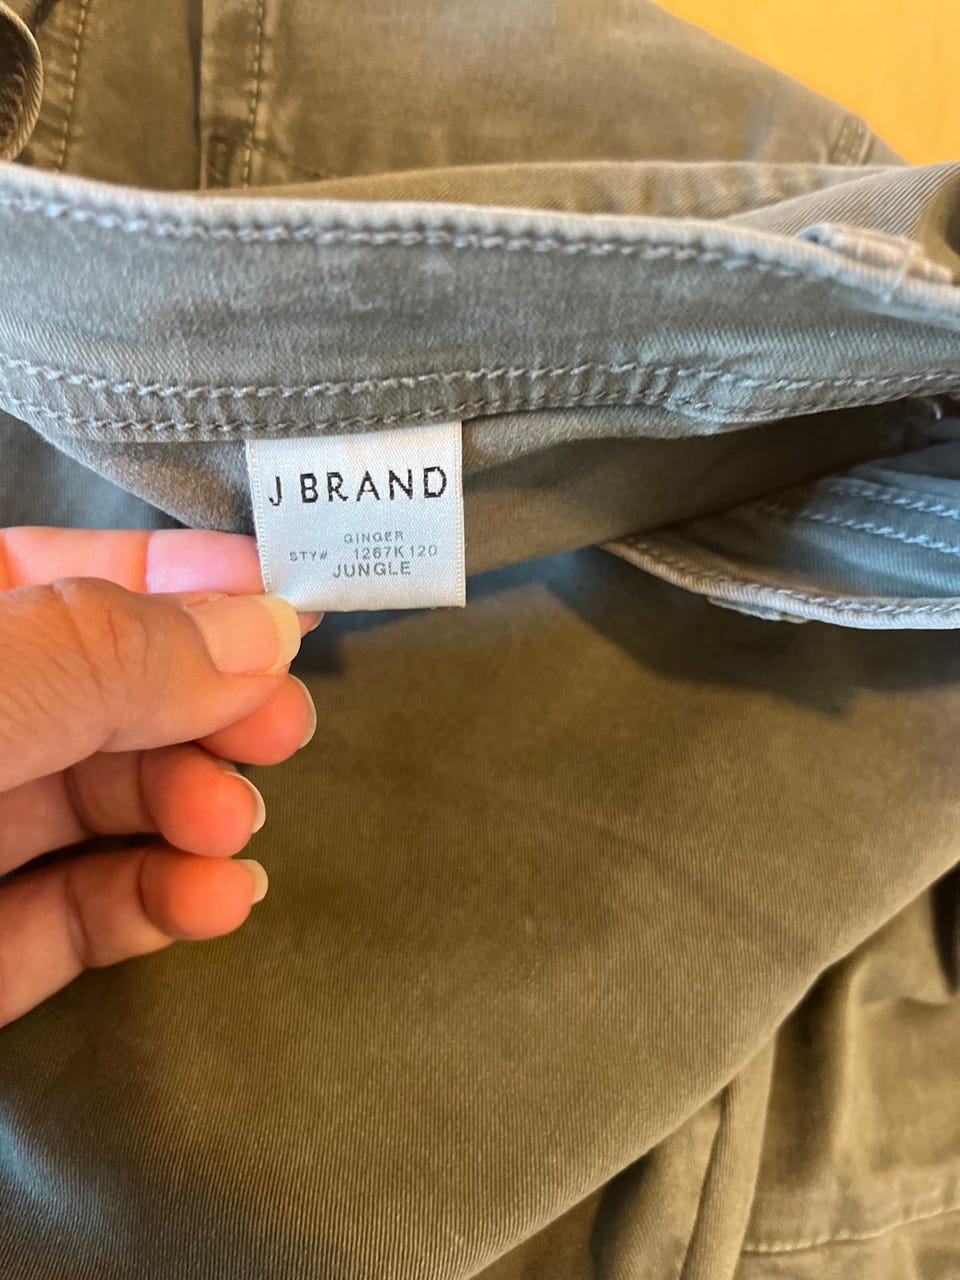 J BRAND
GINGER
STY# 1267K120
JUNGLE